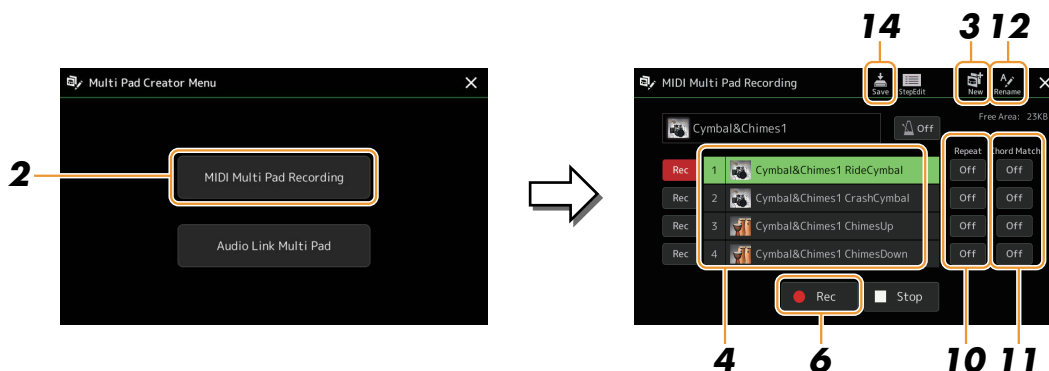 14
3 12
Multi Pad Creator Menu
MIDI Multi Pad Recording
Save
StepEdit
New
Rename
Free Area: 23KB
Cymbal&Chimes1
Off
Repeat
Chord Match
2
MIDI Multi Pad Recording
Rec 1 Cymbal&Chimes1 RideCymbal Off Off
Rec 2 Cymbal&Chimes1 CrashCymbal Off Off
Rec 3 Cymbal&Chimes1 ChimesUp Off Off
Audio Link Multi Pad
Rec 4 Cymbal&Chimes1 ChimesDown Off Off
Rec
Stop
4
6
10 11